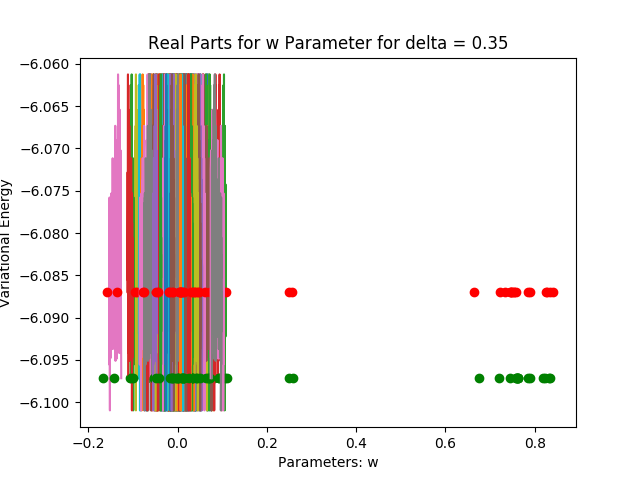 Real Parts for w Parameter for delta = 0.35
−6.060
−6.065
−6.070
−6.075
−6.080
−6.085
−6.090
−6.095
−6.100
Variational Energy
−0.2 0.0 0.2 0.4 0.6 0.8
Parameters: w